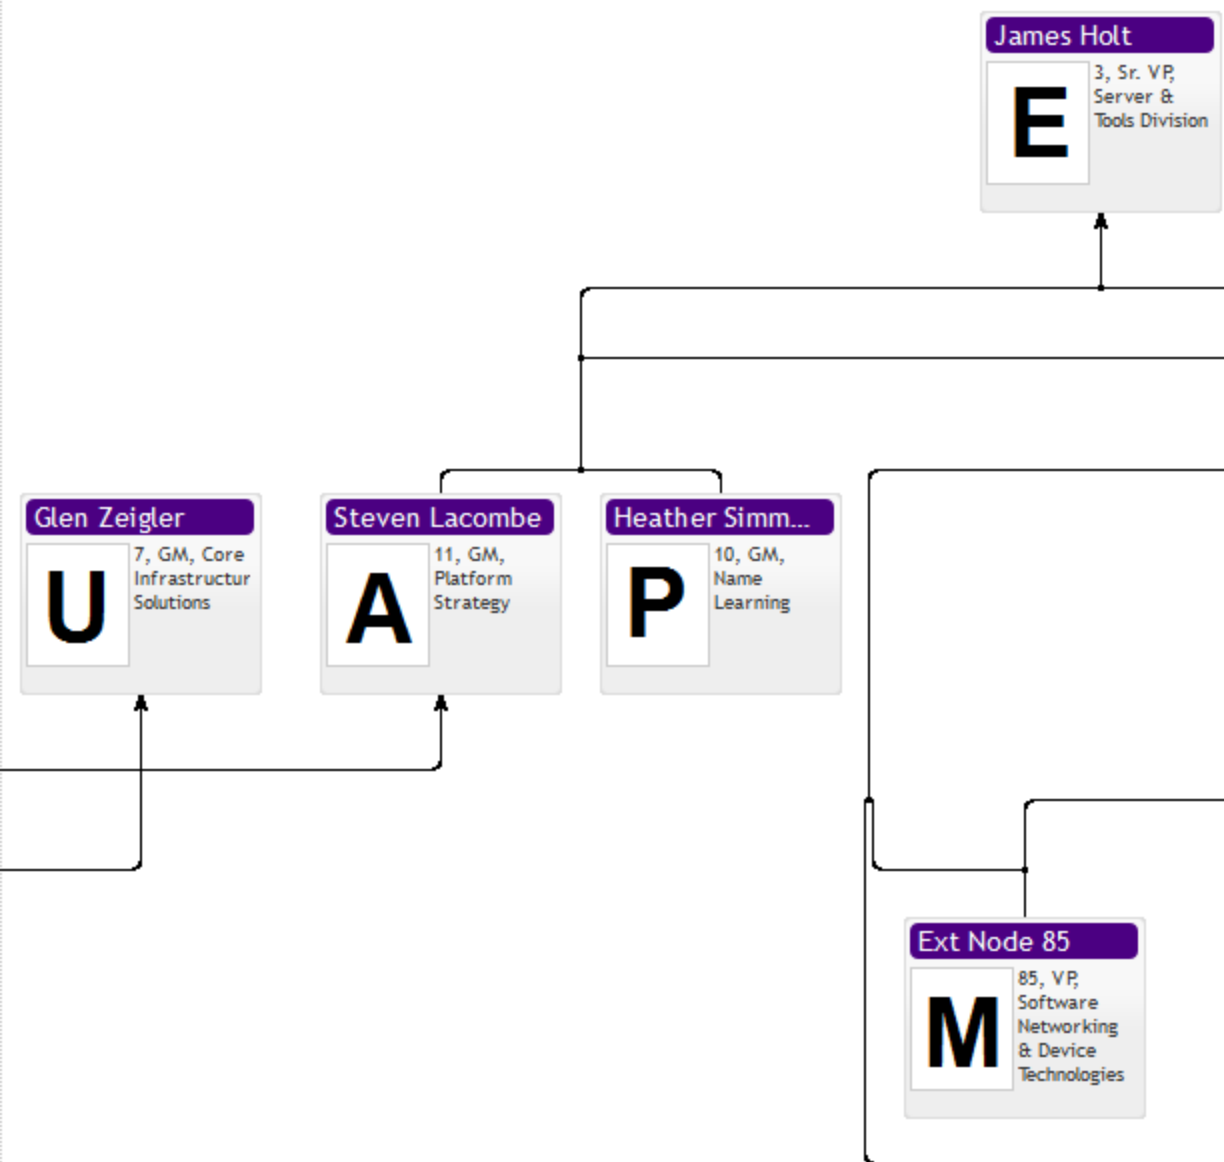 James Holt
E
3, Sr. VP,
Server &
Tools Division
Glen Zeigler
U
7, GM, Core
Infrastructur
Solutions
Steven Lacombe
A
11, GM,
Platform
Strategy
Heather Simm...
P
10, GM,
Name
Learning
Ext Node 85
M
85, VP,
Software
Networking
& Device
Technologies